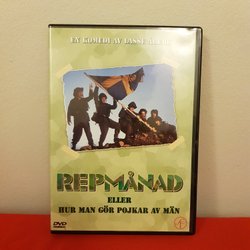 EN KOMEDI AV LASSE ÅBERG
REPMÅNAD
ELLER
HUR MAN GÖR POJKAR AV MÄN
DVD